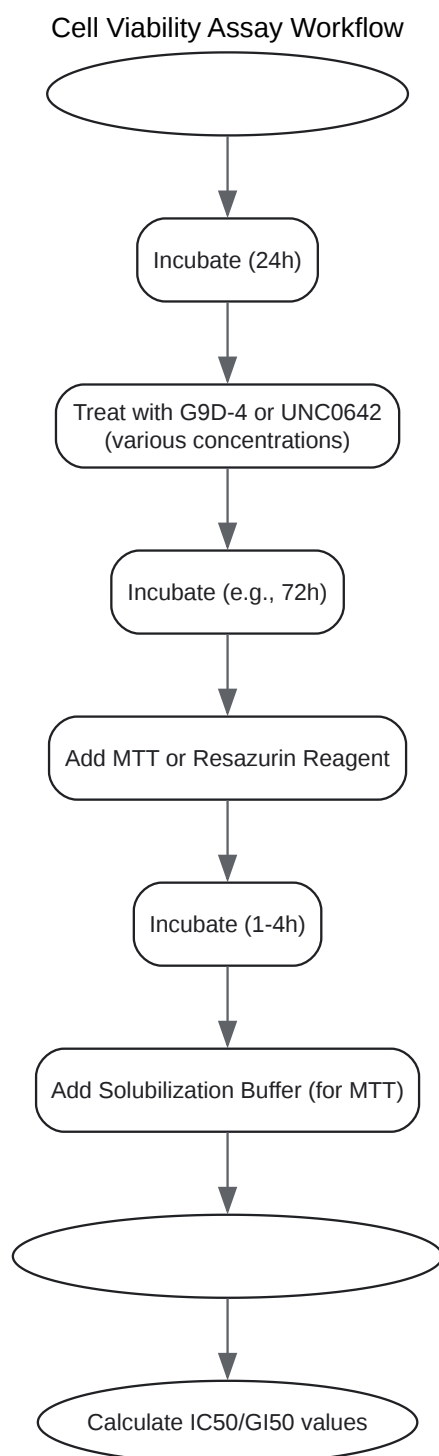 Cell Viability Assay Workflow
Incubate (24h)
Treat with G9D-4 or UNC0642
(various concentrations)
Incubate (e.g., 72h)
Add MTT or Resazurin Reagent
Incubate (1-4h)
Add Solubilization Buffer (for MTT)
Calculate IC50/GI50 values